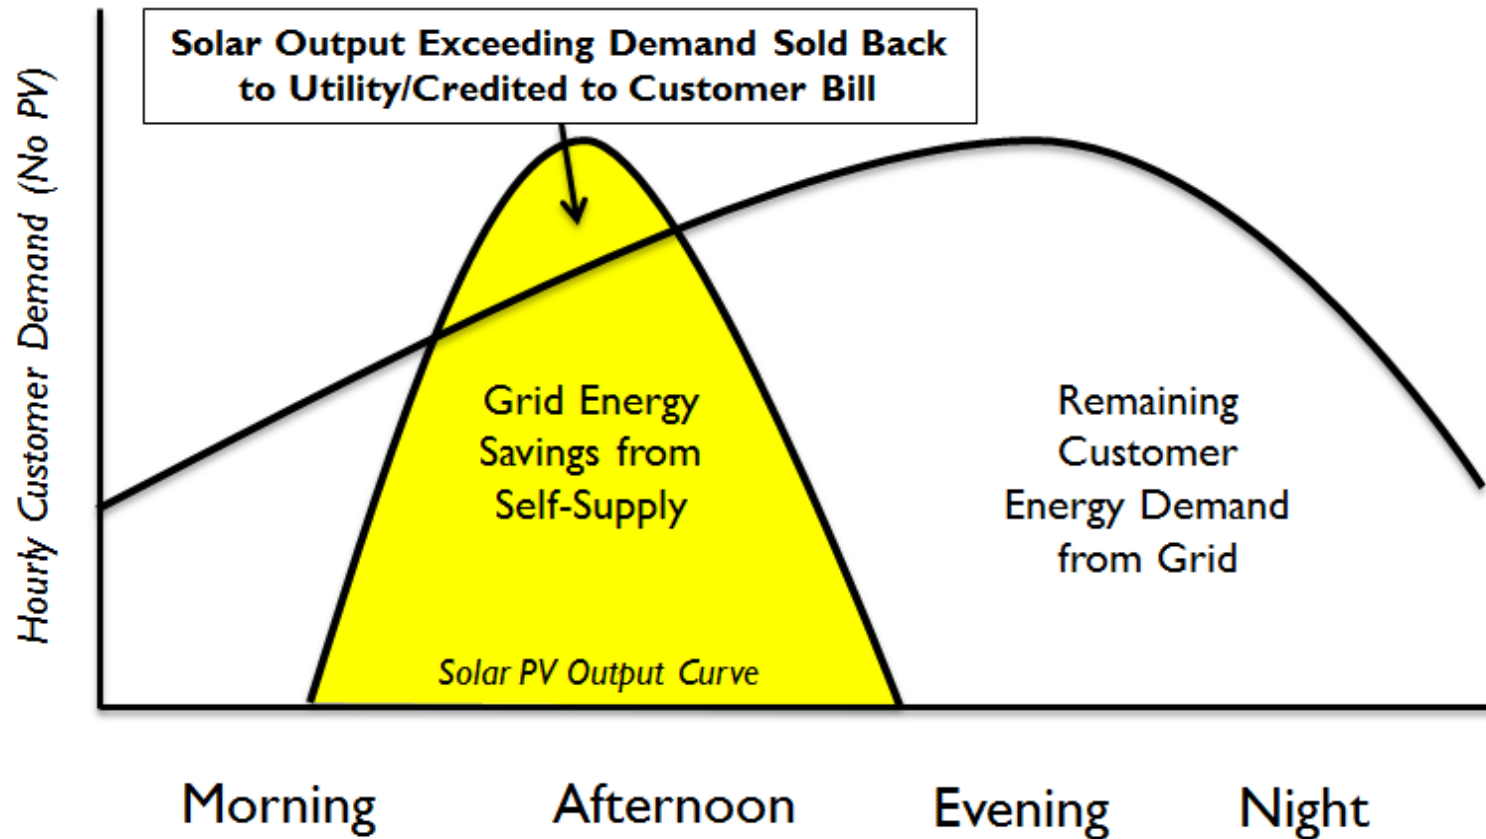 Solar Output Exceeding Demand Sold Back
to Utility/Credited to Customer Bill
Hourly Customer Demand (No PV)
Grid Energy
Savings from
Self-Supply
Remaining
Customer
Energy Demand
from Grid
Solar PV Output Curve
Morning Afternoon Evening Night